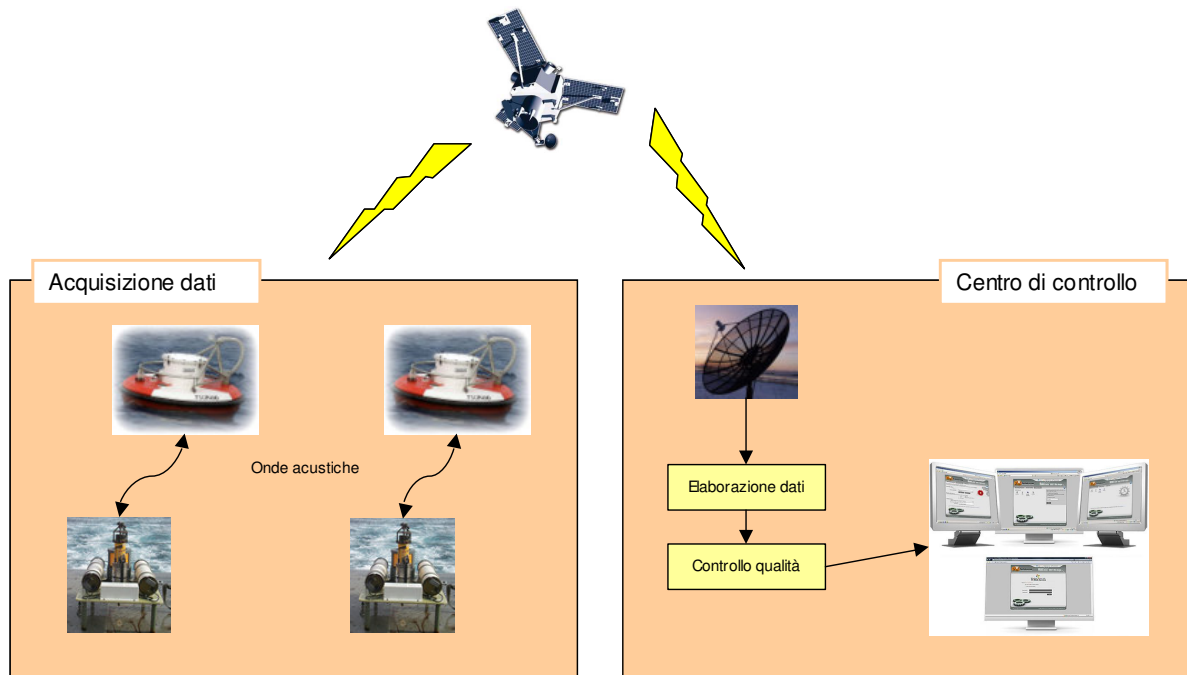 Acquisizione dati
Centro di controllo
Onde acustiche
Elaborazione dati
Controllo qualità